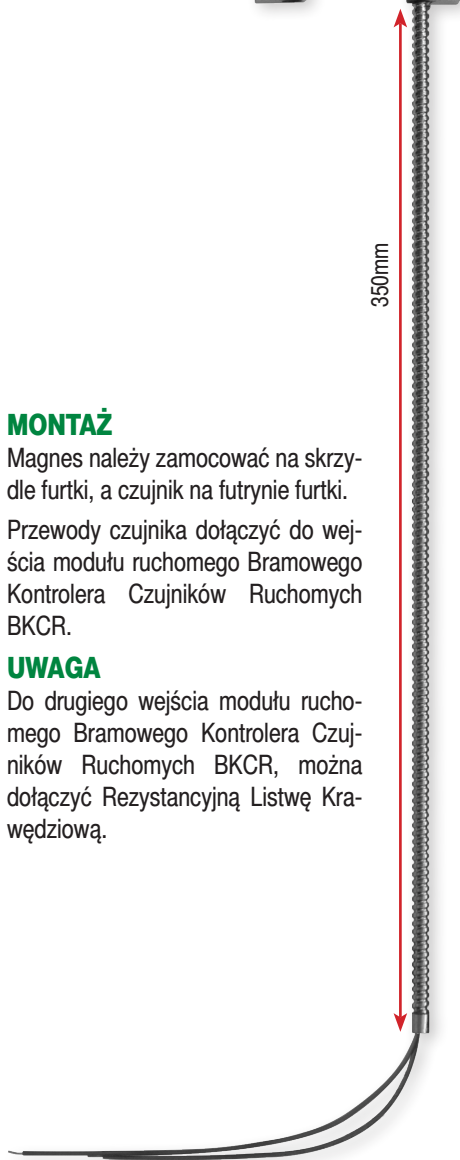 350mm
MONTAŻ
Magnes należy zamocować na skrzy-
dle furtki, a czujnik na futrynie furtki.
Przewody czujnika dołączyć do wej-
ścia modułu ruchomego Bramowego
Kontrolera Czujników Ruchomych
BKCR.
UWAGA
Do drugiego wejścia modułu rucho-
mego Bramowego Kontrolera Czuj-
ników Ruchomych BKCR, można
dołączyć Rezystancyjną Listwę Kra-
wędziową.